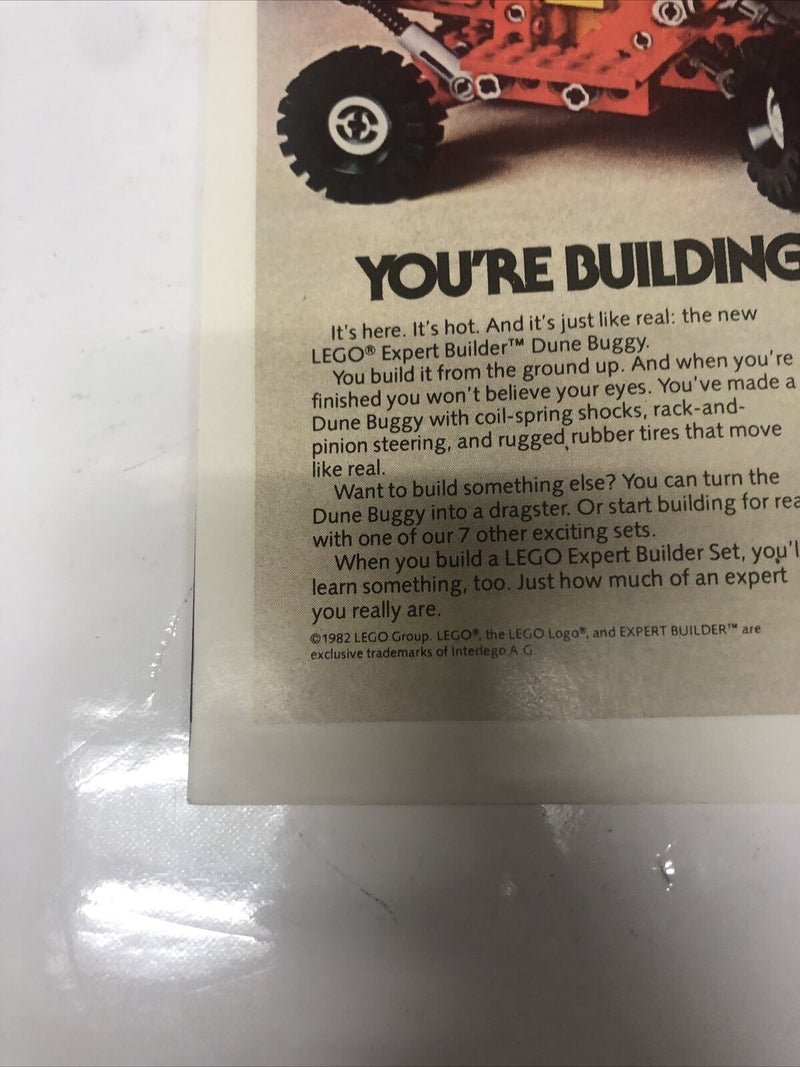 YOU'RE BUILDING
It's here. It's hot. And it's just like real: the new
LEGO® Expert Builder™ Dune Buggy.
You build it from the ground up. And when you're
finished you won't believe your eyes. You've made a
Dune Buggy with coil-spring shocks, rack-and-
pinion steering, and rugged rubber tires that move
like real.
Want to build something else? You can turn the
Dune Buggy into a dragster. Or start building for rea
with one of our 7 other exciting sets.
When you build a LEGO Expert Builder Set, you'l
learn something, too. Just how much of an expert
you really are.
©1982 LEGO Group. LEGO®, the LEGO Logo®, and EXPERT BUILDER™ are
exclusive trademarks of Interlego A.G.